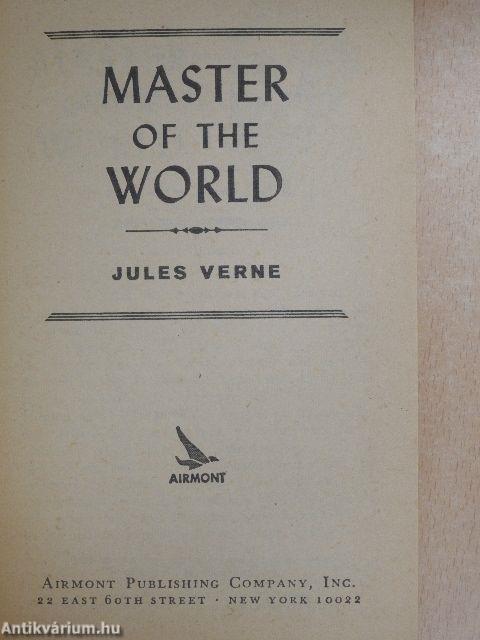 MASTER
OF THE
WORLD
JULES VERNE
AIRMONT
AIRMONT PUBLISHING COMPANY, INC.
22 EAST 60TH STREET · NEW YORK 10022
Antikvárium.hu